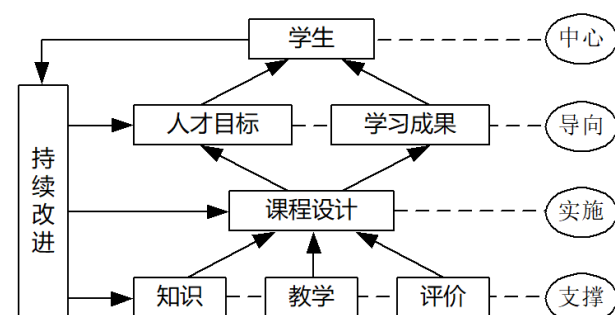 学生
中心
人才目标
学习成果
导向
持续改进
课程设计
实施
知识
教学
评价
支撑